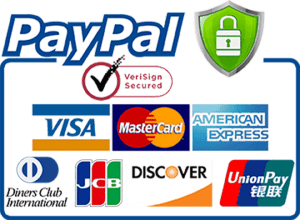 PayPal
VeriSign
Secured
VISA
MasterCard
AMERICAN
EXPRESS
Diners Club
International
JCB
DISCOVER
UnionPay
银联